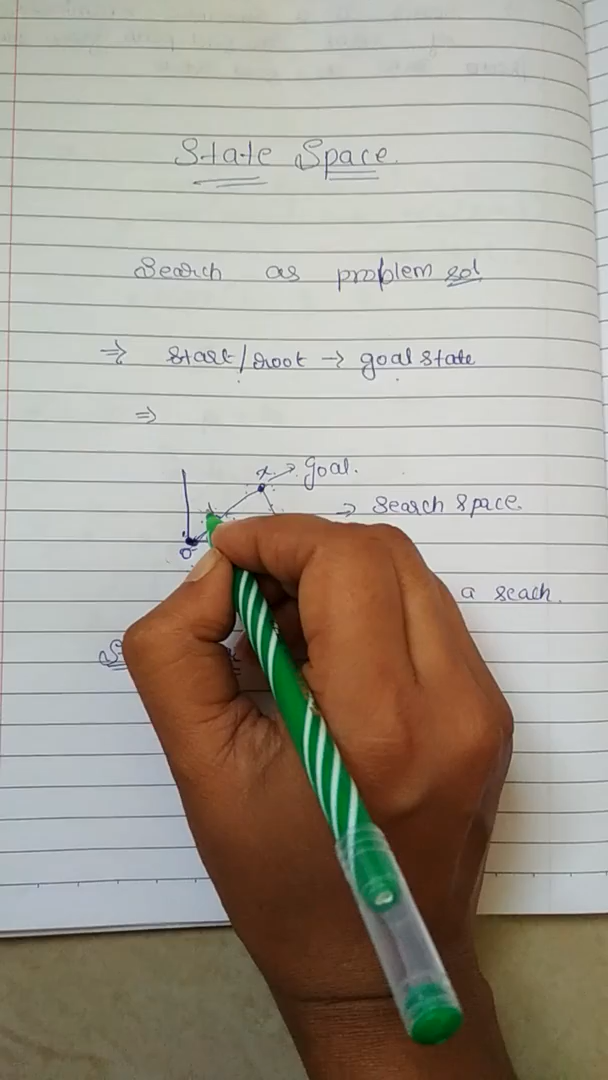 State Space.
Search as problem sol
⇒ start/root → goal state
⇒
x → Goal.
⇒ Search space
a seach.